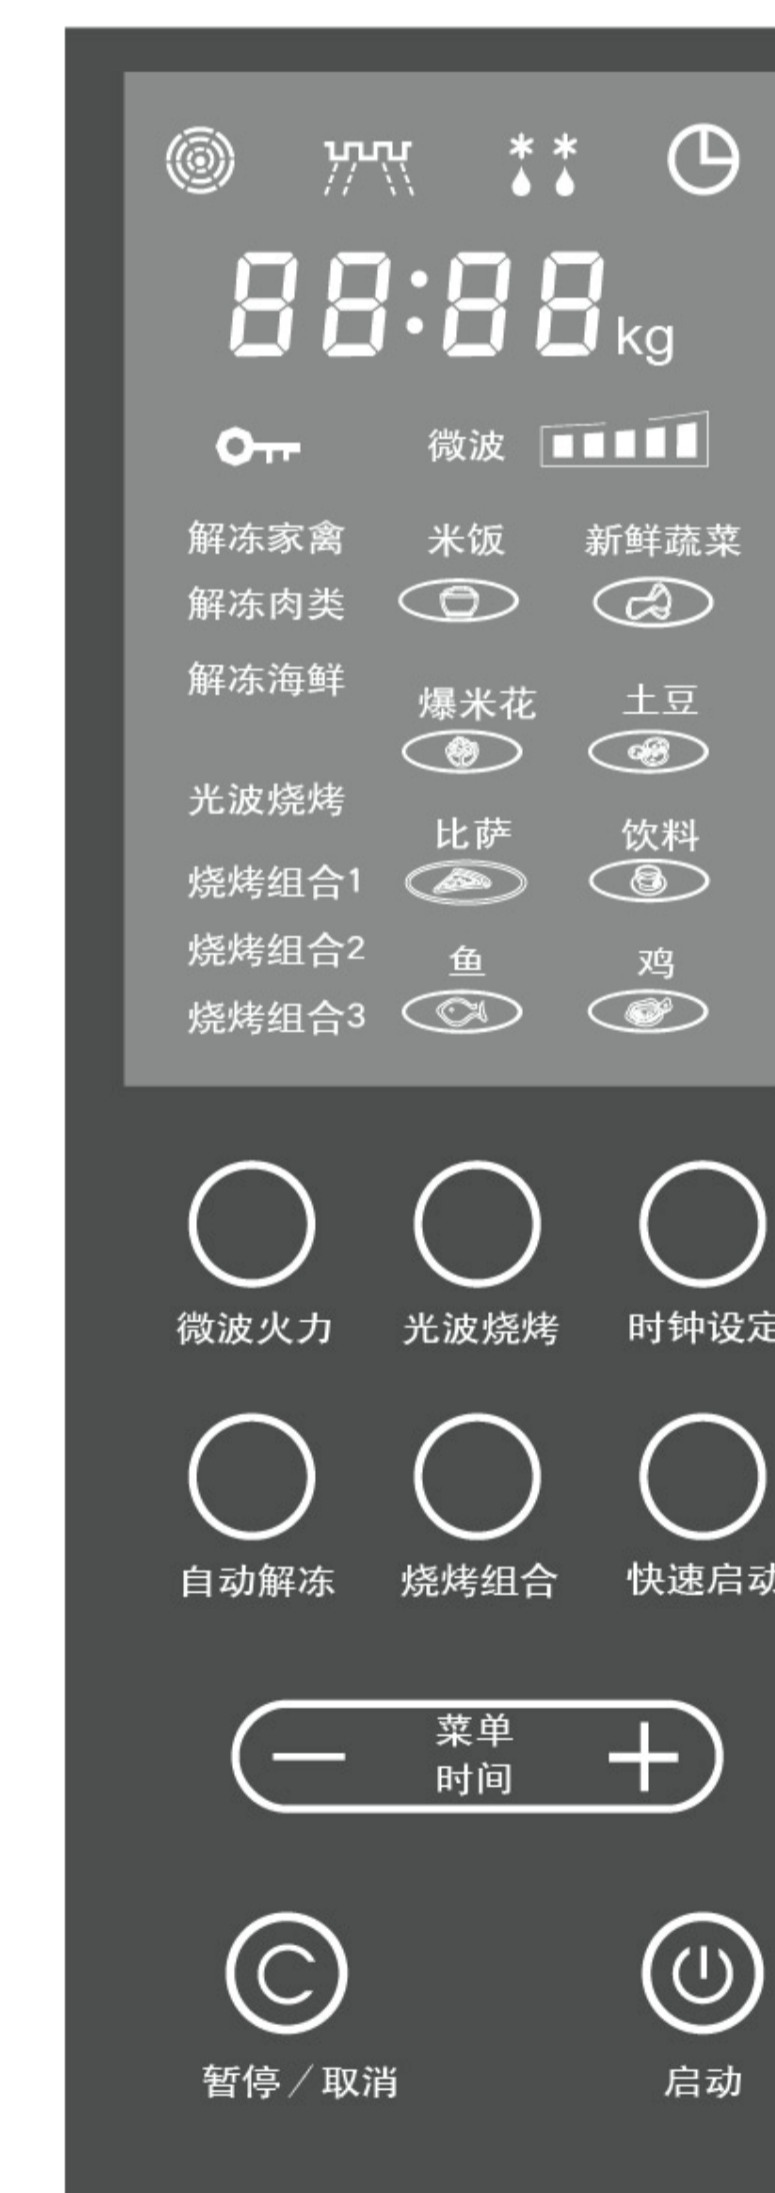 88:88kg
微波
解冻家禽 米饭 新鲜蔬菜
解冻肉类
解冻海鲜
爆米花 土豆
光波烧烤
比萨 饮料
烧烤组合1
烧烤组合2
鱼 鸡
烧烤组合3
微波火力 光波烧烤 时钟设定
自动解冻 烧烤组合 快速启动
菜单
时间
C
暂停/取消 启动